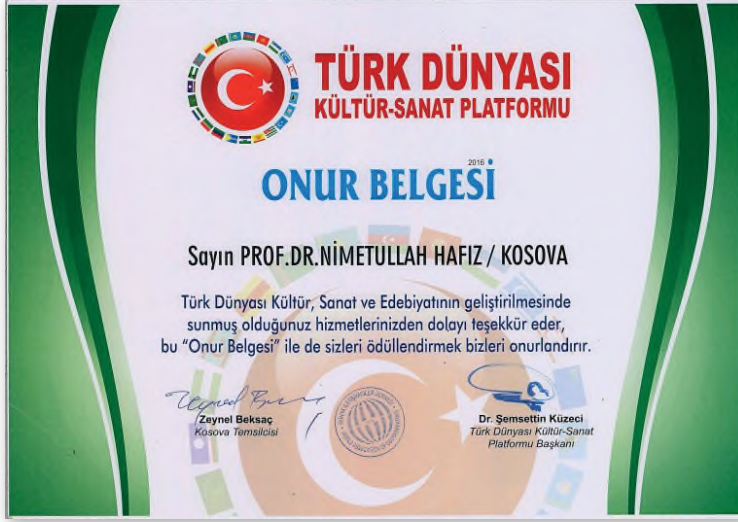 TÜRK DÜNYASI
KÜLTÜR-SANAT PLATFORMU
2016
ONUR BELGESİ
Sayın PROF.DR.NİMETULLAH HAFIZ / KOSOVA
Türk Dünyası Kültür, Sanat ve Edebiyatının geliştirilmesinde
sunmuş olduğunuz hizmetlerinizden dolayı teşekkür eder,
bu “Onur Belgesi” ile de sizleri ödüllendirmek bizleri onurlandırır.
Zeynel Beksaç
Kosova Temsilcisi
Dr. Şemsettin Küzeci
Türk Dünyası Kültür-Sanat
Platformu Başkanı